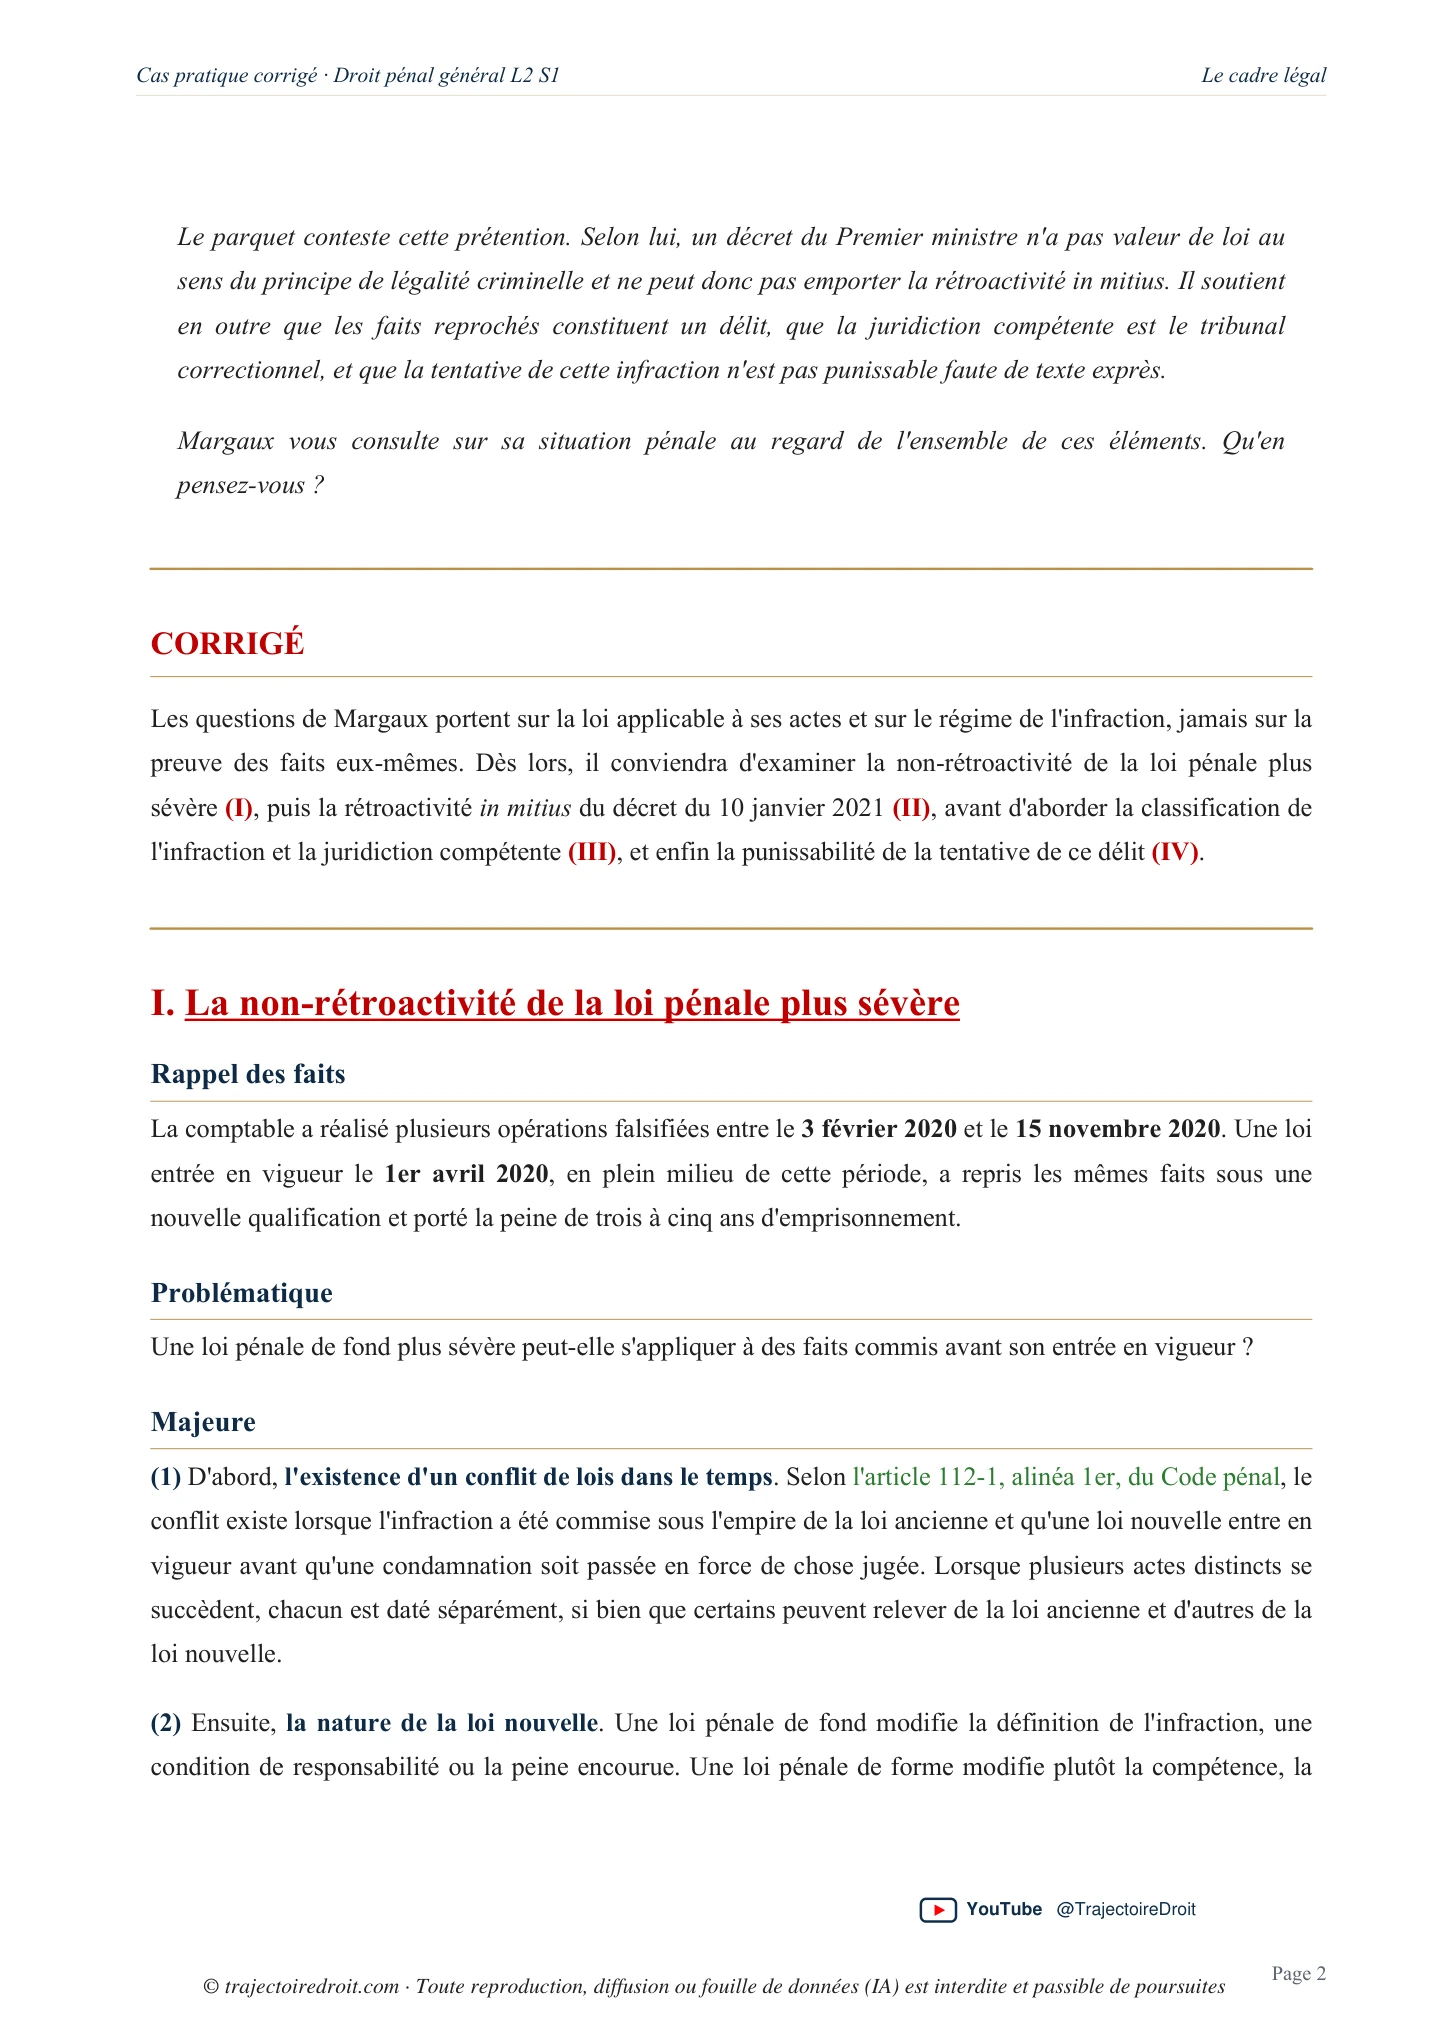 Cas pratique corrigé · Droit pénal général L2 S1
Le cadre légal
Le parquet conteste cette prétention. Selon lui, un décret du Premier ministre n'a pas valeur de loi au
sens du principe de légalité criminelle et ne peut donc pas emporter la rétroactivité in mitius. Il soutient
en outre que les faits reprochés constituent un délit, que la juridiction compétente est le tribunal
correctionnel, et que la tentative de cette infraction n'est pas punissable faute de texte exprès.
Margaux vous consulte sur sa situation pénale au regard de l'ensemble de ces éléments. Qu'en
pensez-vous ?
CORRIGÉ
Les questions de Margaux portent sur la loi applicable à ses actes et sur le régime de l'infraction, jamais sur la
preuve des faits eux-mêmes. Dès lors, il conviendra d'examiner la non-rétroactivité de la loi pénale plus
sévère (I), puis la rétroactivité in mitius du décret du 10 janvier 2021 (II), avant d'aborder la classification de
l'infraction et la juridiction compétente (III), et enfin la punissabilité de la tentative de ce délit (IV).
I. La non-rétroactivité de la loi pénale plus sévère
Rappel des faits
La comptable a réalisé plusieurs opérations falsifiées entre le 3 février 2020 et le 15 novembre 2020. Une loi
entrée en vigueur le 1er avril 2020, en plein milieu de cette période, a repris les mêmes faits sous une
nouvelle qualification et porté la peine de trois à cinq ans d'emprisonnement.
Problématique
Une loi pénale de fond plus sévère peut-elle s'appliquer à des faits commis avant son entrée en vigueur ?
Majeure
(1) D'abord, l'existence d'un conflit de lois dans le temps. Selon l'article 112-1, alinéa 1er, du Code pénal, le
conflit existe lorsque l'infraction a été commise sous l'empire de la loi ancienne et qu'une loi nouvelle entre en
vigueur avant qu'une condamnation soit passée en force de chose jugée. Lorsque plusieurs actes distincts se
succèdent, chacun est daté séparément, si bien que certains peuvent relever de la loi ancienne et d'autres de la
loi nouvelle.
(2) Ensuite, la nature de la loi nouvelle. Une loi pénale de fond modifie la définition de l'infraction, une
condition de responsabilité ou la peine encourue. Une loi pénale de forme modifie plutôt la compétence, la
YouTube @TrajectoireDroit
© trajectoiredroit.com · Toute reproduction, diffusion ou fouille de données (IA) est interdite et passible de poursuites
Page 2